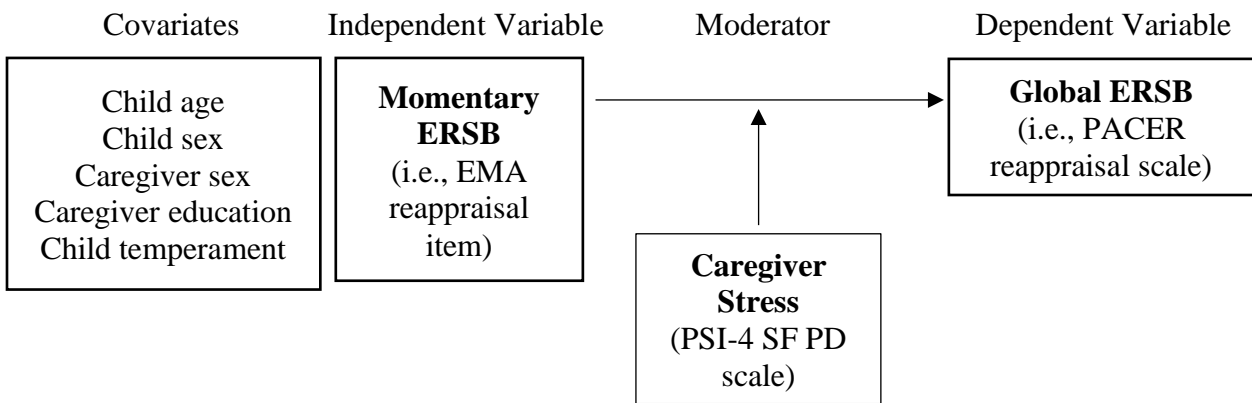 Covariates
Independent Variable
Moderator
Dependent Variable
Child age
Child sex
Caregiver sex
Caregiver education
Child temperament
Momentary
ERSB
(i.e., EMA
reappraisal
item)
Caregiver
Stress
(PSI-4 SF PD
scale)
Global ERSB
(i.e., PACER
reappraisal scale)